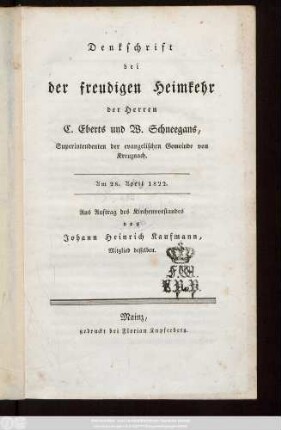 Denkschrift
bei
der freudigen Heimkehr
der Herren
C. Eberts und W. Schneegans,
Superintendenten der evangelischen Gemeinde von
Kreuznach.
Am 28. April 1822.
Aus Auftrag des Kirchenvorstandes
von
Johann Heinrich Kaufmann,
Mitglied desselben.
Mainz,
gedruckt bei Florian Kupferberg.